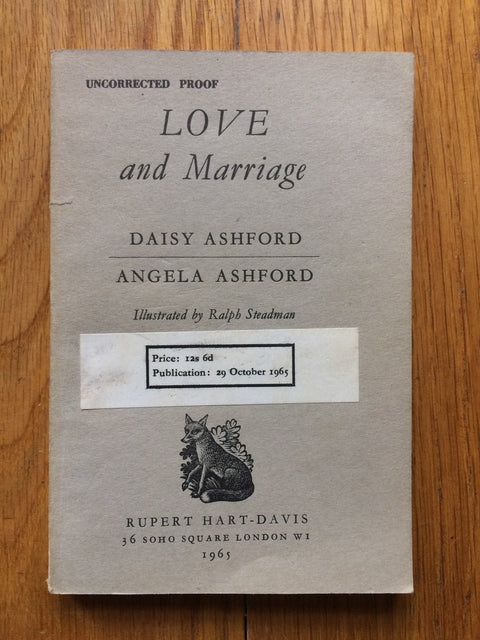 UNCORRECTED PROOF
LOVE
and Marriage
DAISY ASHFORD
ANGELA ASHFORD
Illustrated by Ralph Steadman
Price: 12s 6d
Publication: 29 October 1965
RUPERT HART-DAVIS
36 SOHO SQUARE LONDON W1
1965